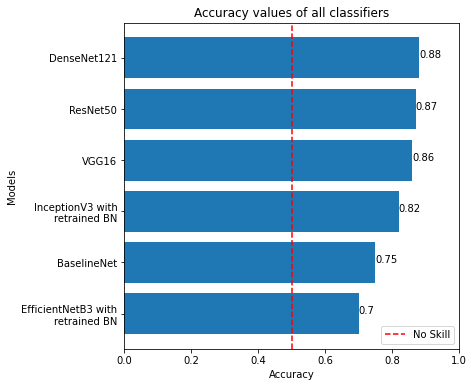 Accuracy values of all classifiers
DenseNet121
0.88
ResNet50
0.87
VGG16
0.86
Models
InceptionV3 with
retrained BN
0.82
BaselineNet
0.75
EfficientNetB3 with
retrained BN
0.7
No Skill
0.0 0.2 0.4 0.6 0.8 1.0
Accuracy